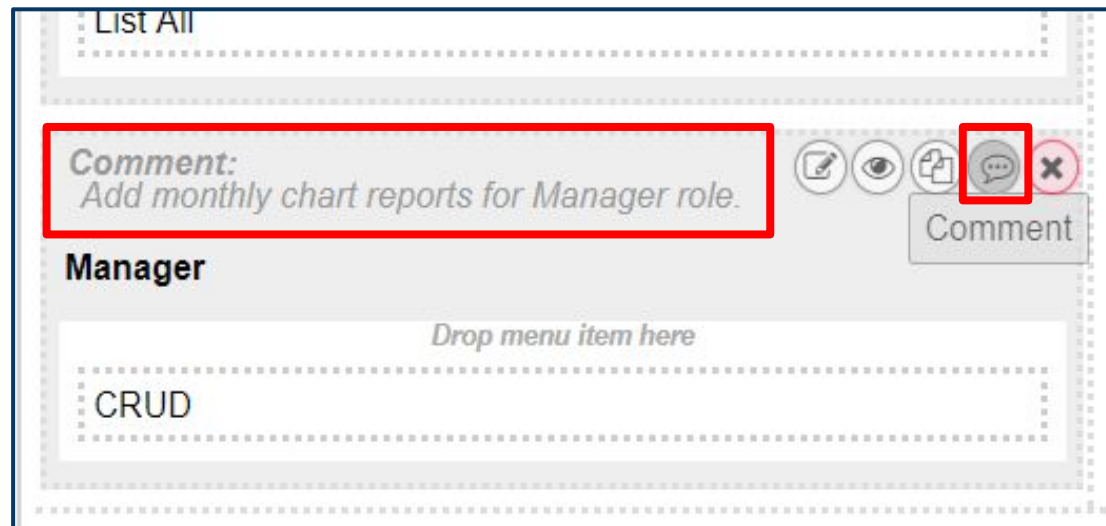 List All
Comment:
Add monthly chart reports for Manager role.
Comment
Manager
Drop menu item here
CRUD